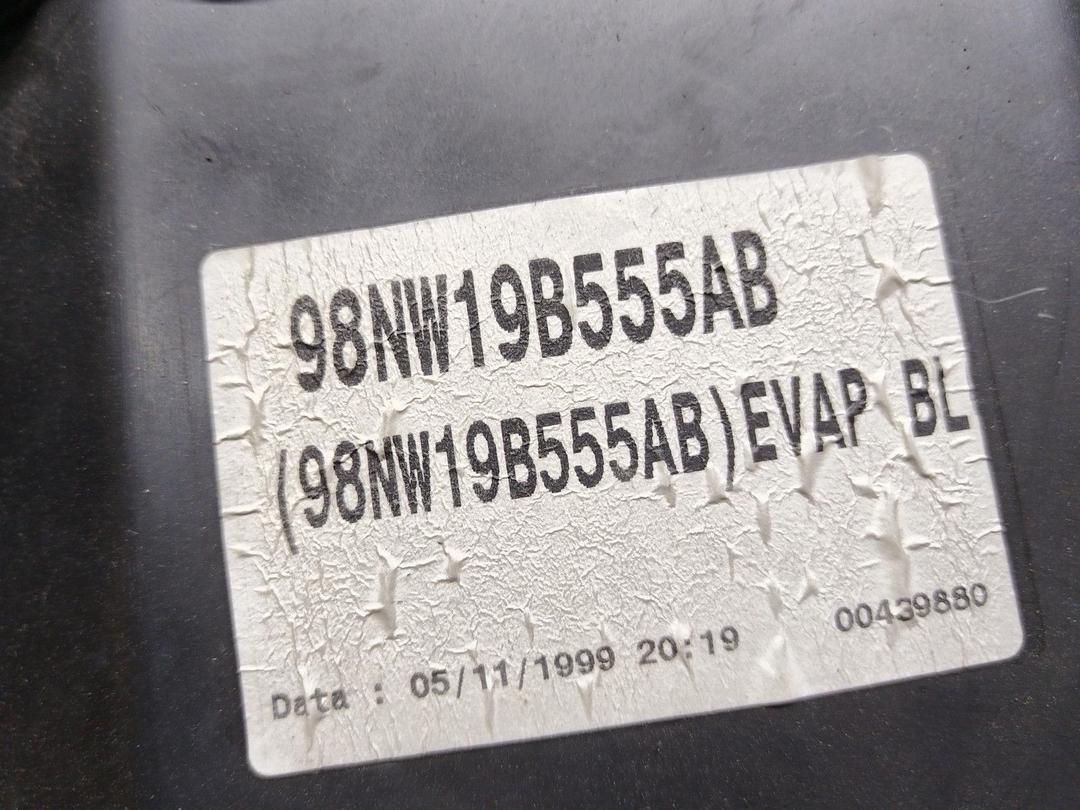 98NW19B555AB
(98NW19B555AB)EVAP BL
Data : 05/11/1999 20:19 00439880